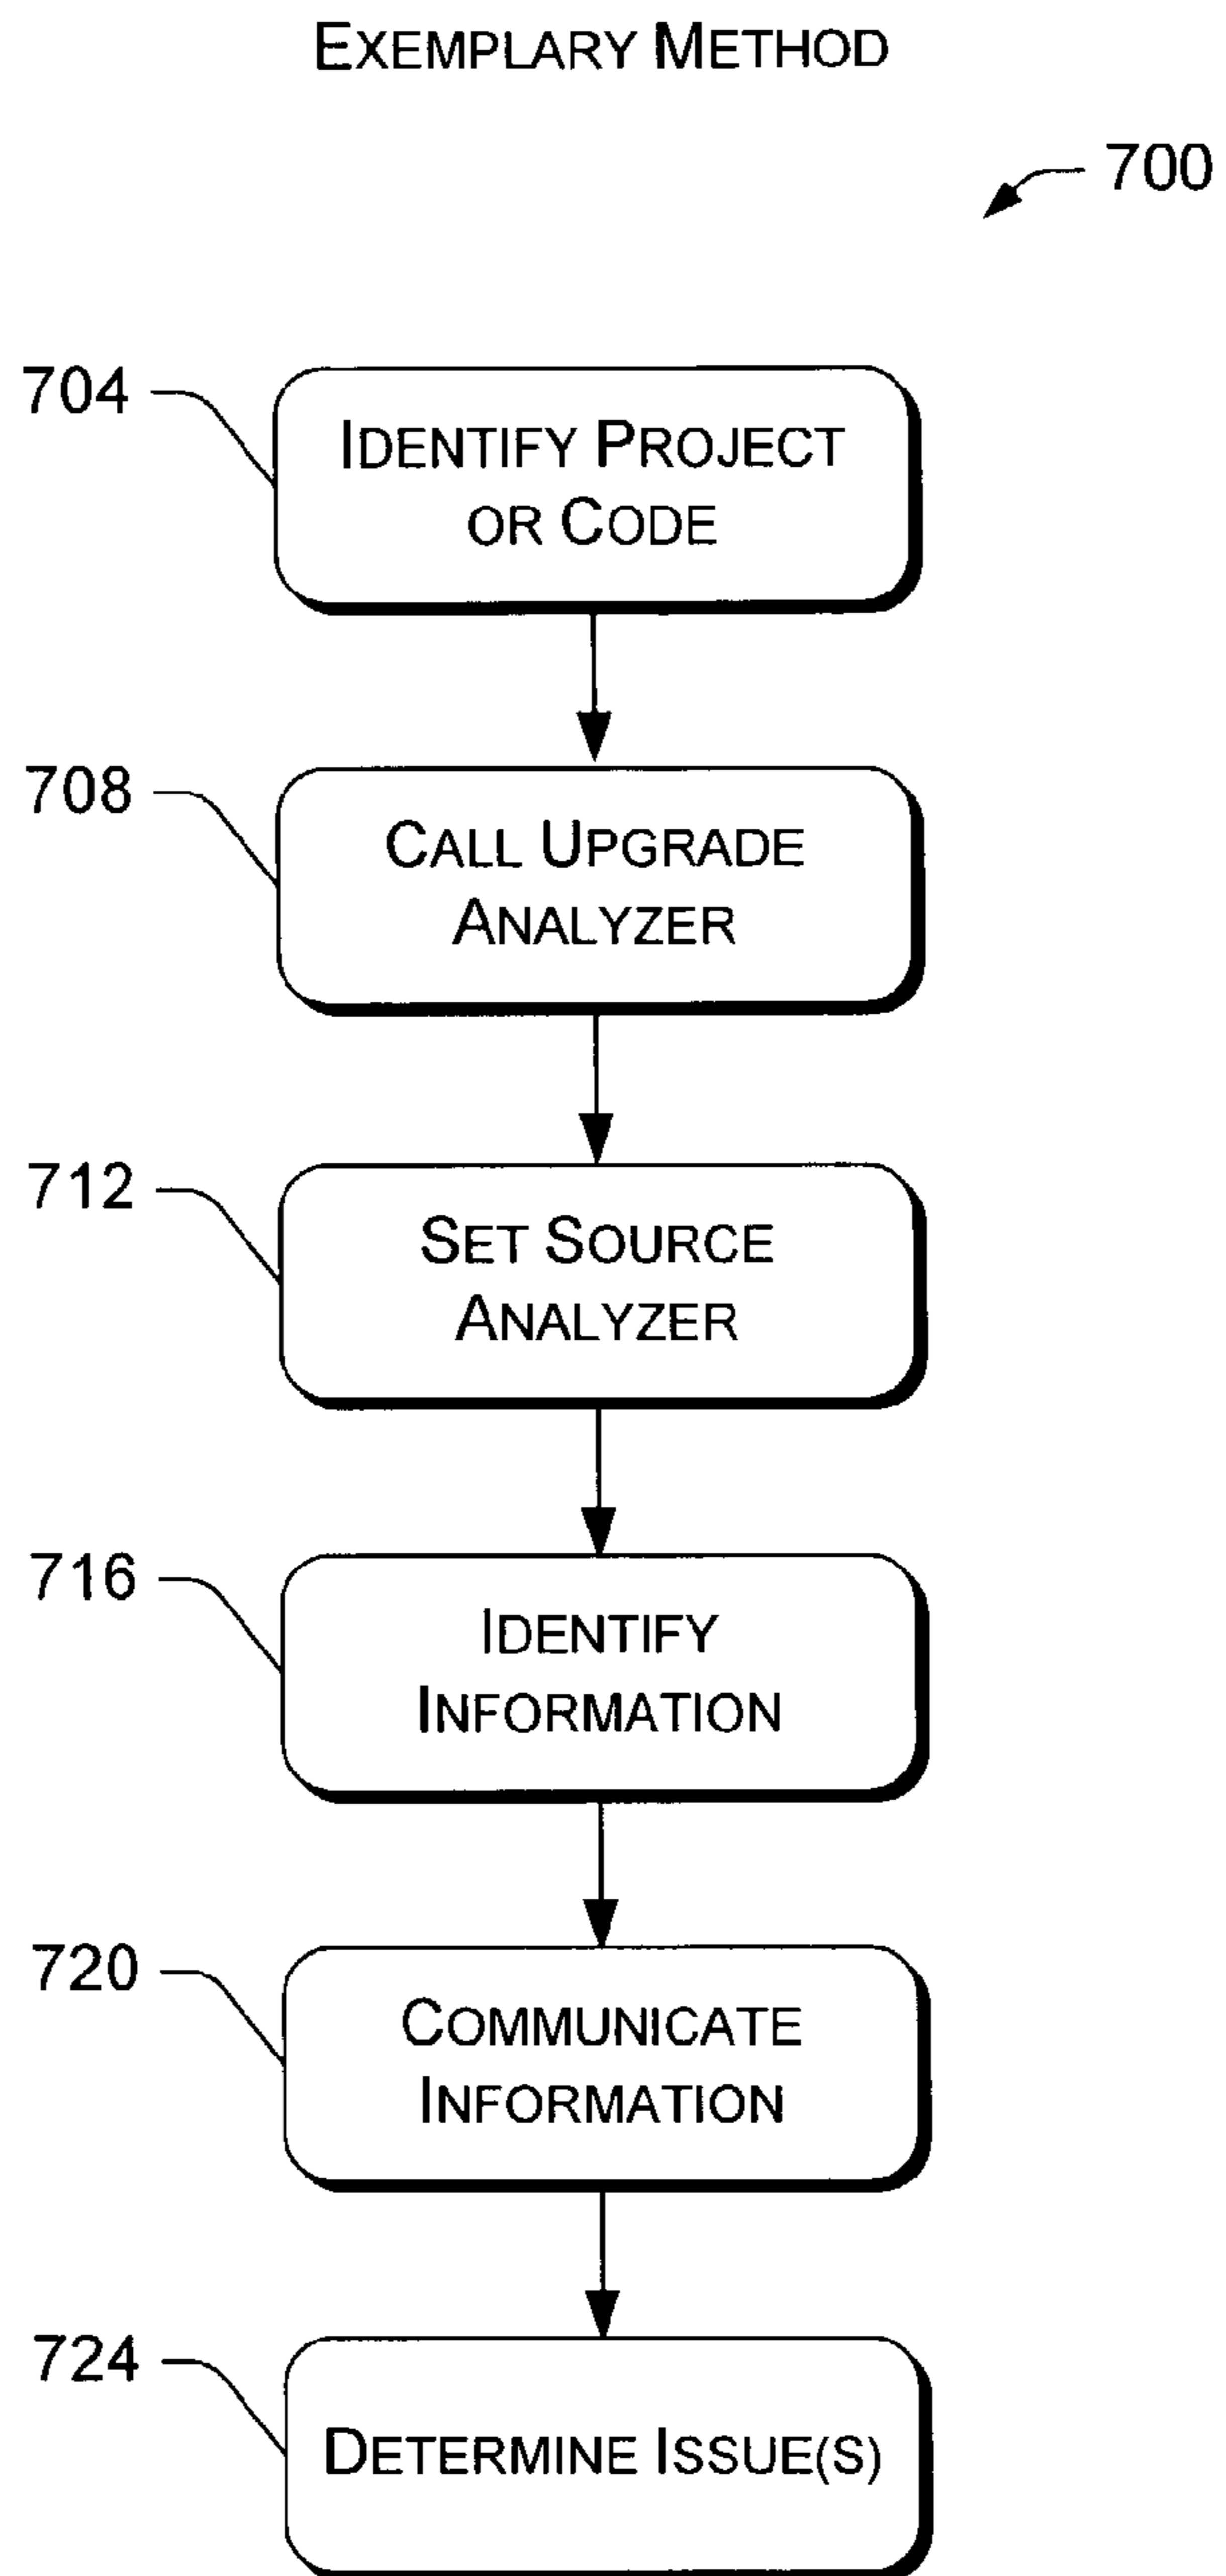 EXEMPLARY METHOD
700
704
IDENTIFY PROJECT
OR CODE
708
CALL UPGRADE
ANALYZER
712
SET SOURCE
ANALYZER
716
IDENTIFY
INFORMATION
720
COMMUNICATE
INFORMATION
724
DETERMINE ISSUE(S)